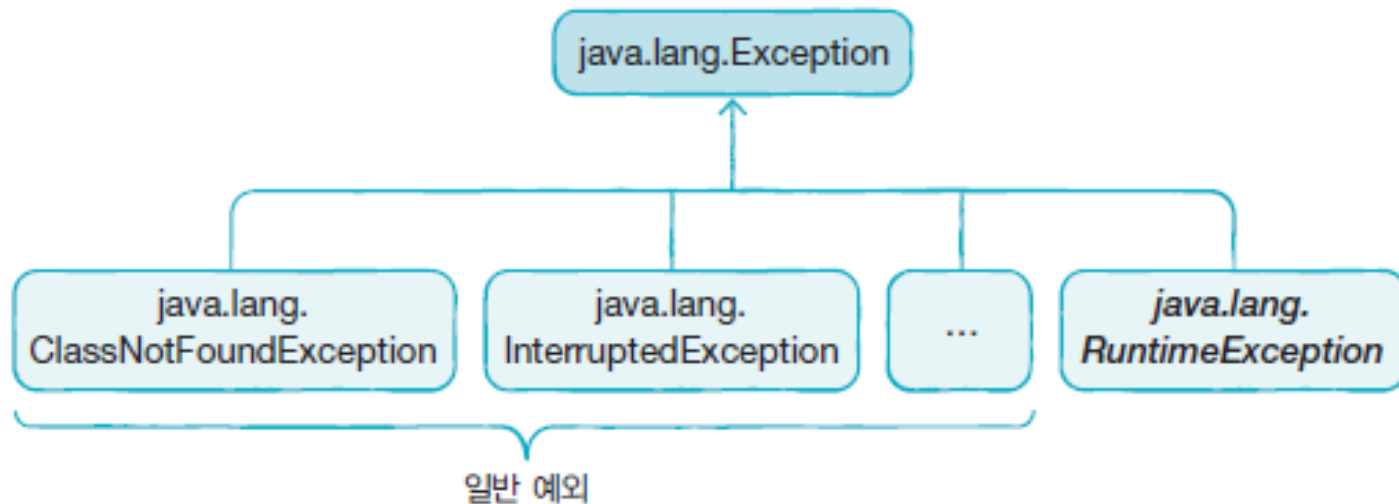 java.lang.Exception
java.lang.
ClassNotFoundException
java.lang.
InterruptedException
...
java.lang.
RuntimeException
일반 예외